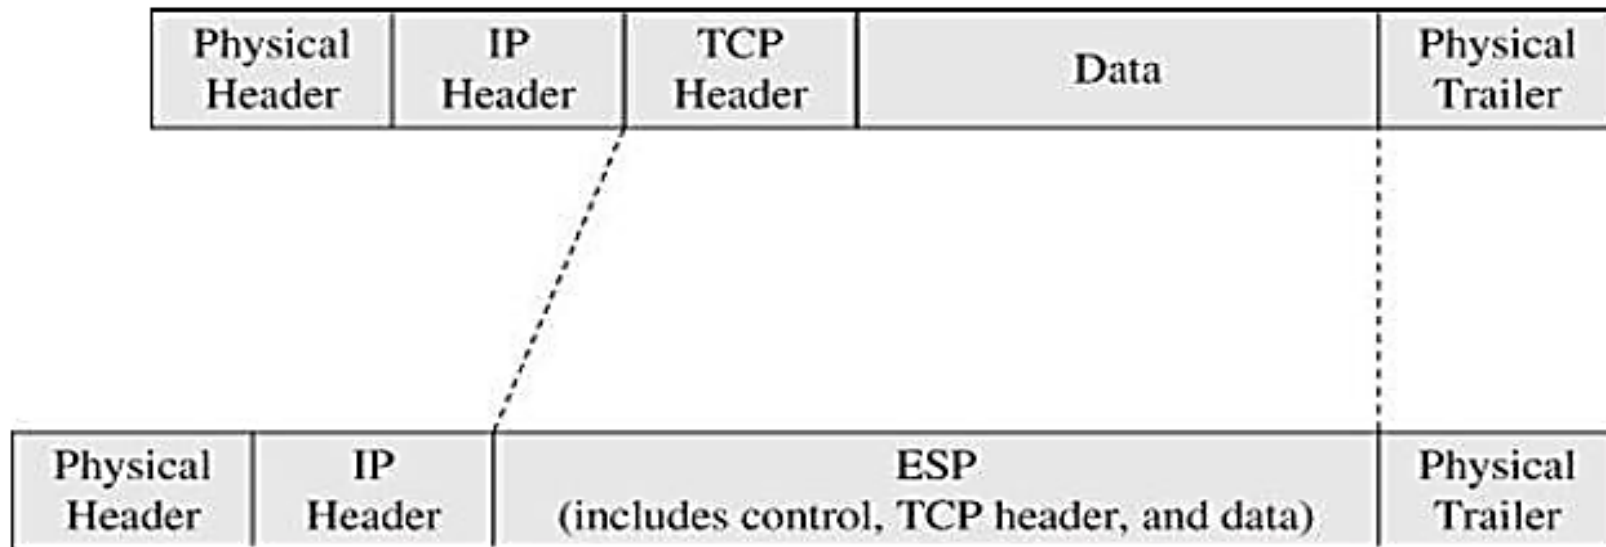 Physical Header
IP Header
TCP Header
Data
Physical Trailer
Physical Header
IP Header
ESP
(includes control, TCP header, and data)
Physical Trailer